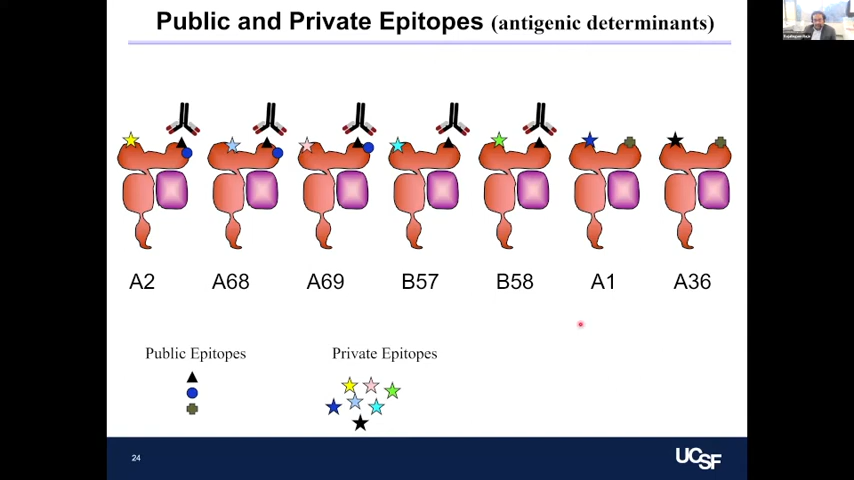 Public and Private Epitopes (antigenic determinants)
A2 A68 A69 B57 B58 A1 A36
Public Epitopes Private Epitopes
24
UCSF